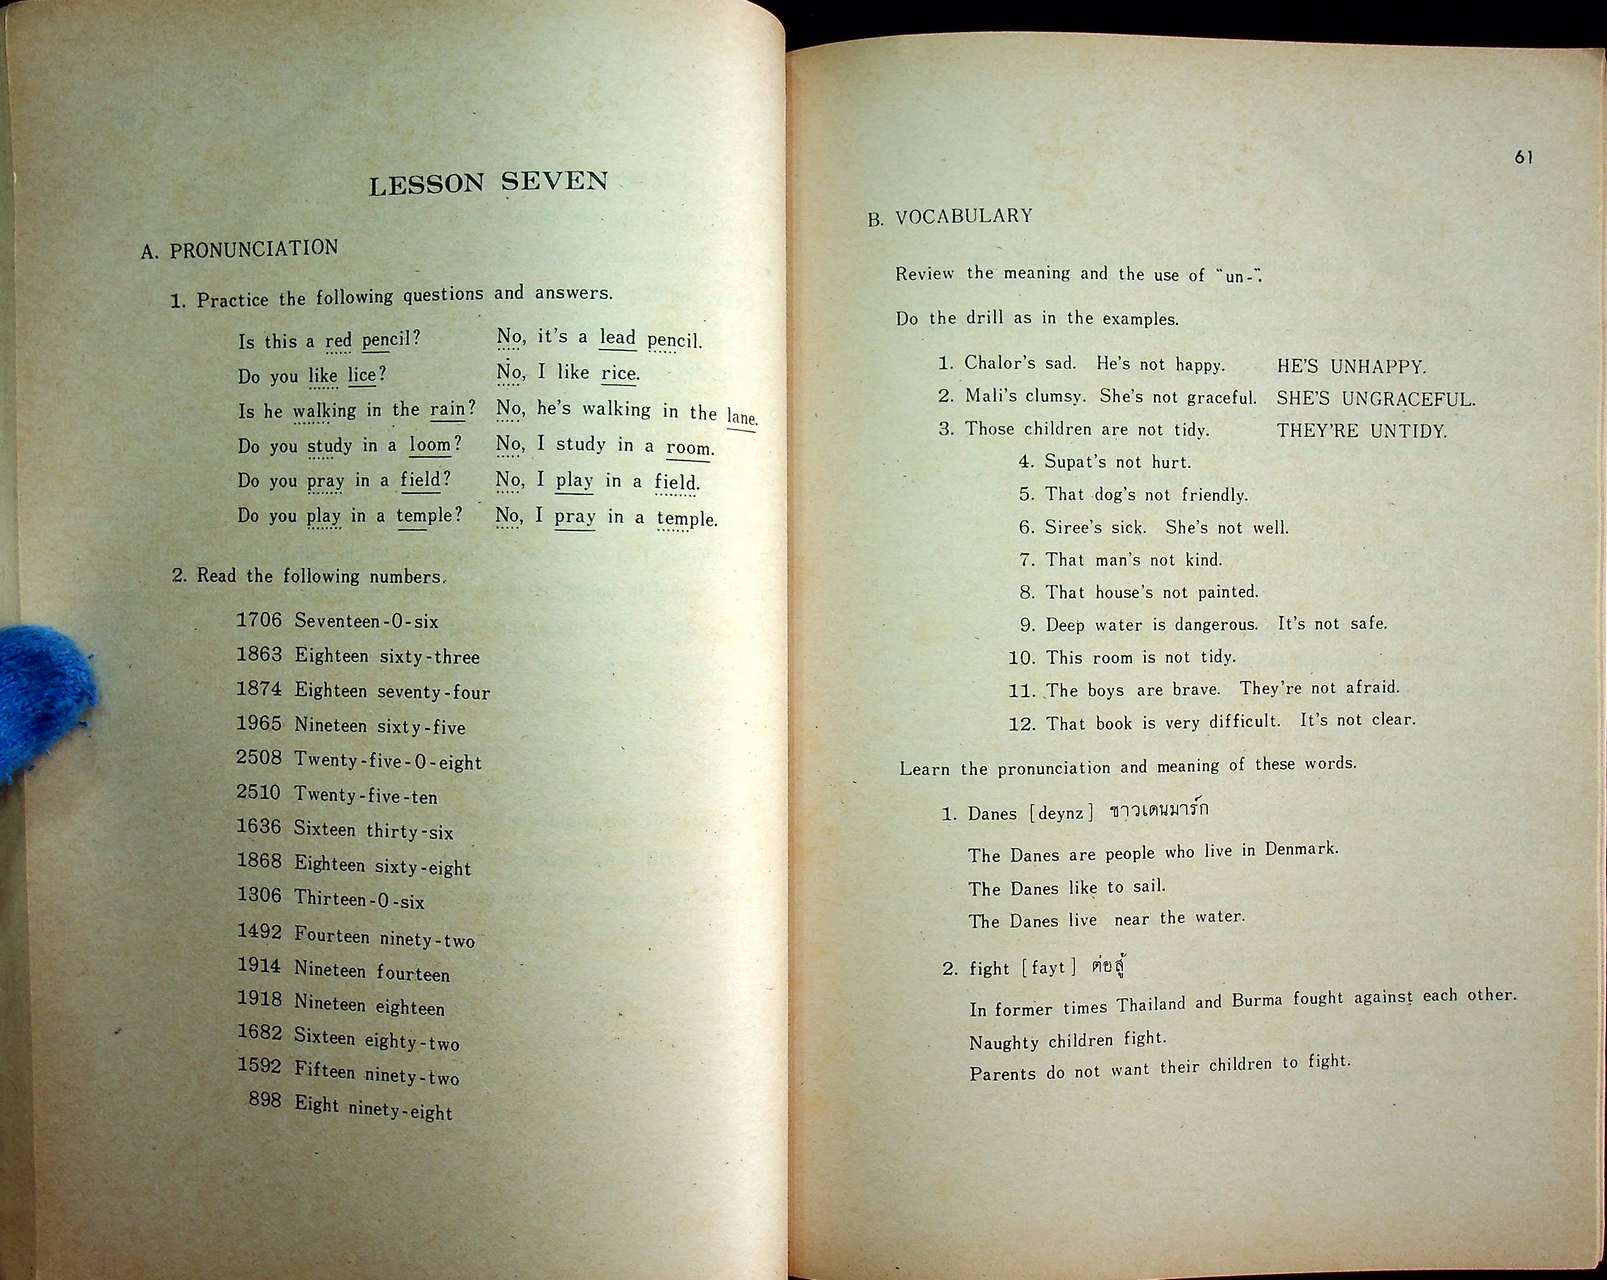 LESSON SEVEN
A. PRONUNCIATION
1. Practice the following questions and answers.
Is this a red pencil? No, it's a lead pencil.
Do you like lice? No, I like rice.
Is he walking in the rain? No, he's walking in the lane.
Do you study in a loom? No, I study in a room.
Do you pray in a field? No, I play in a field.
Do you play in a temple? No, I pray in a temple.
2. Read the following numbers.
1706 Seventeen-O-six
1863 Eighteen sixty-three
1874 Eighteen seventy-four
1965 Nineteen sixty-five
2508 Twenty-five-O-eight
2510 Twenty-five-ten
1636 Sixteen thirty-six
1868 Eighteen sixty-eight
1306 Thirteen-O-six
1492 Fourteen ninety-two
1914 Nineteen fourteen
1918 Nineteen eighteen
1682 Sixteen eighty-two
1592 Fifteen ninety-two
898 Eight ninety-eight
61
B. VOCABULARY
Review the meaning and the use of "un-".
Do the drill as in the examples.
1. Chalor's sad. He's not happy. HE'S UNHAPPY.
2. Mali's clumsy. She's not graceful. SHE'S UNGRACEFUL.
3. Those children are not tidy. THEY'RE UNTIDY.
4. Supat's not hurt.
5. That dog's not friendly.
6. Siree's sick. She's not well.
7. That man's not kind.
8. That house's not painted.
9. Deep water is dangerous. It's not safe.
10. This room is not tidy.
11. The boys are brave. They're not afraid.
12. That book is very difficult. It's not clear.
Learn the pronunciation and meaning of these words.
1. Danes [deynz] ชาวเดนมาร์ก
The Danes are people who live in Denmark.
The Danes like to sail.
The Danes live near the water.
2. fight [fayt] ต่อสู้
In former times Thailand and Burma fought against each other.
Naughty children fight.
Parents do not want their children to fight.